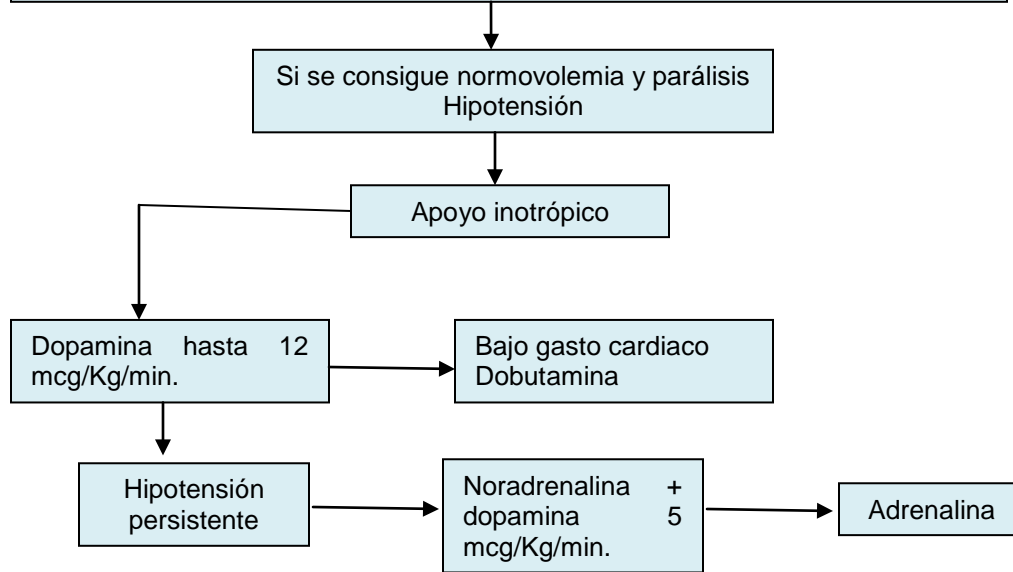 Si se consigue normovolemia y parálisis
Hipotensión
Apoyo inotrópico
Dopamina hasta 12
mcg/Kg/min.
Bajo gasto cardiaco
Dobutamina
Hipotensión
persistente
Noradrenalina +
dopamina 5
mcg/Kg/min.
Adrenalina